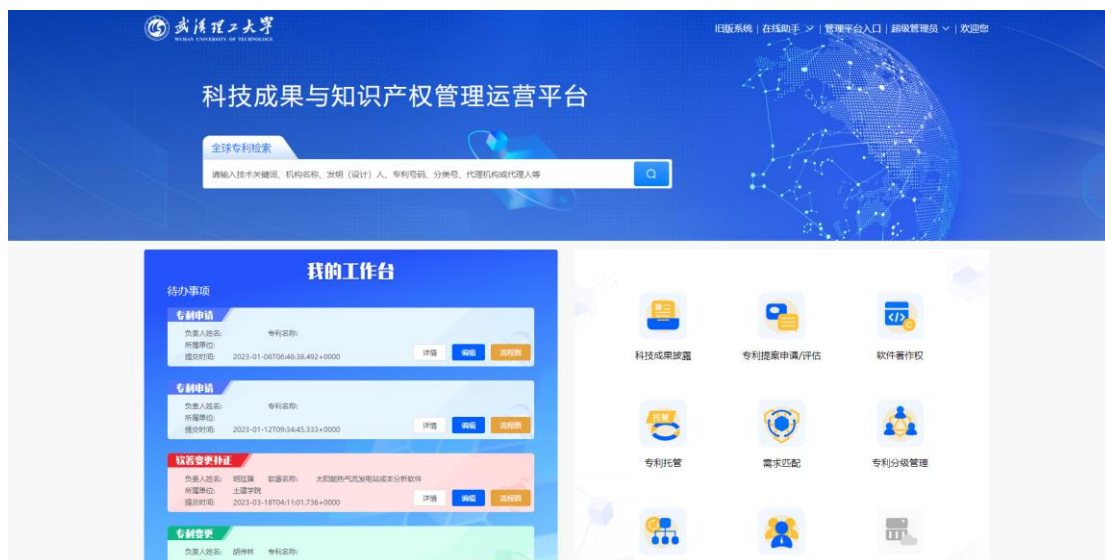 武汉理工大学
WUHAN UNIVERSITY OF TECHNOLOGY
旧版系统 | 在线助手 | 管理平台入口 | 超级管理员 | 欢迎您
科技成果与知识产权管理运营平台
全球专利检索
请输入技术关键词、机构名称、发明（设计）人、专利号码、分类号、代理机构或代理人等
我的工作台
待办事项
专利申请
负责人姓名: 专利名称:
所属单位:
提交时间: 2023-01-06T06:46:38.492+0000
详情 编辑 流程图
专利申请
负责人姓名: 专利名称:
所属单位:
提交时间: 2023-01-12T09:34:45.333+0000
详情 编辑 流程图
软著变更补正
负责人姓名: 明廷臻 软著名称: 太阳能热气流发电站成本分析软件
所属单位: 土建学院
提交时间: 2023-03-18T04:11:01.736+0000
详情 编辑 流程图
专利变更
负责人姓名: 胡伟林 专利名称:
科技成果披露 专利提案申请/评估 软件著作权
托管
专利托管 需求匹配 专利分级管理